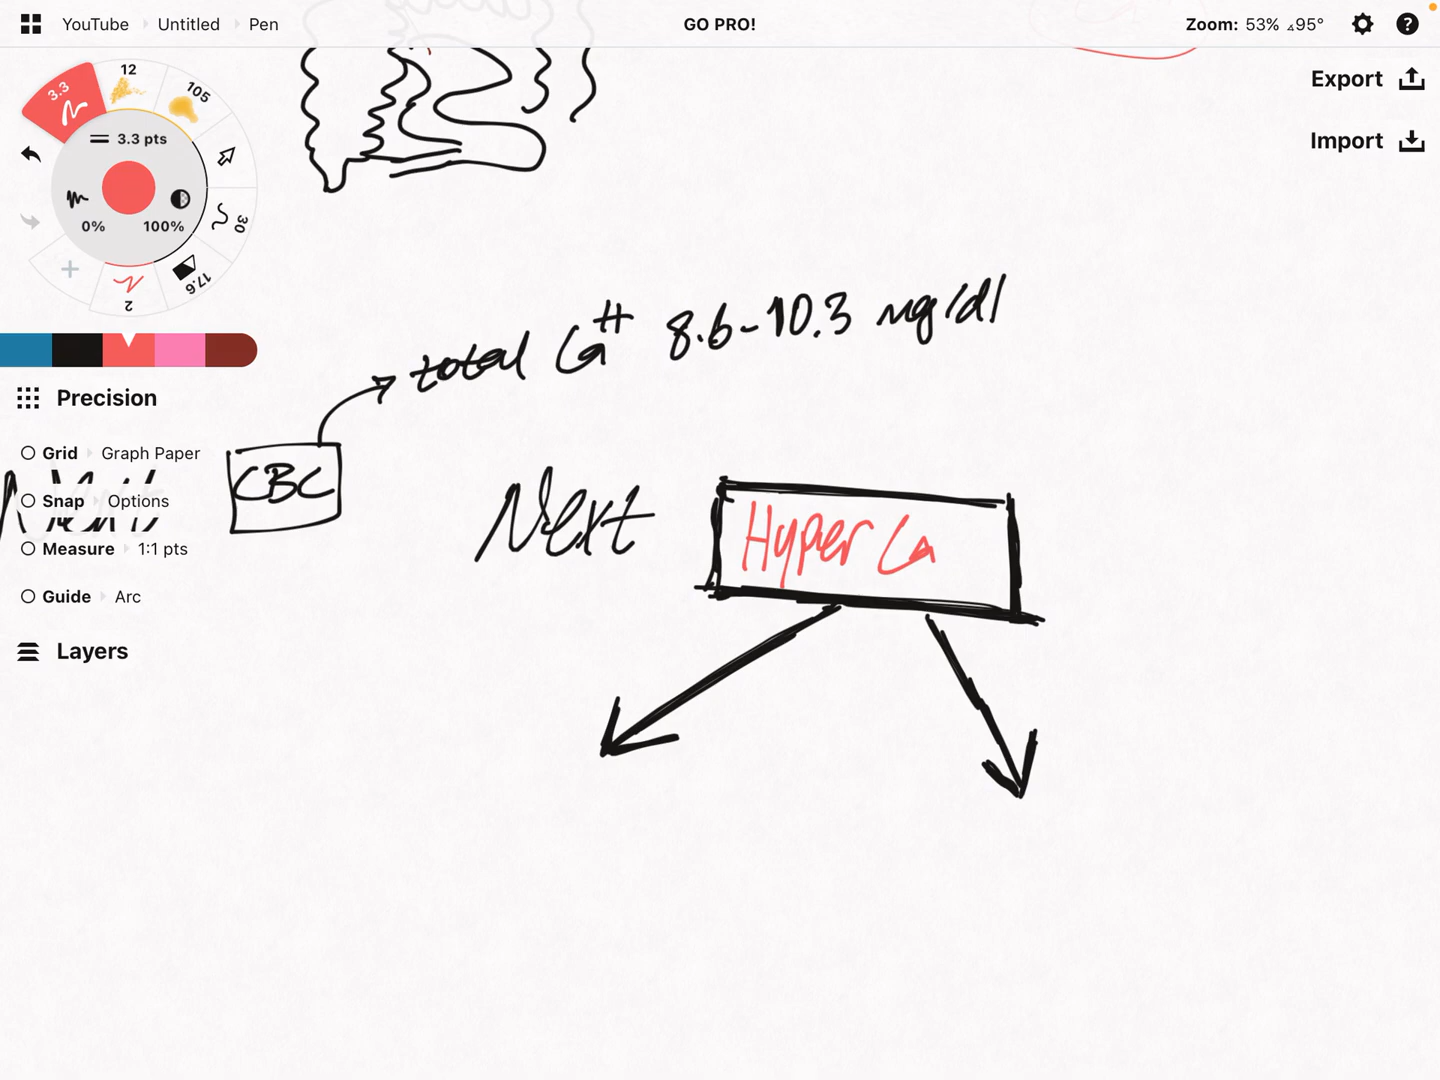 YouTube Untitled Pen
GO PRO!
Zoom: 53% ⦟95°
Export
Import
3.3
12
105
30
17.6
2
3.3 pts
0% 100%
total Ca++ 8.6-10.3 mg/dl
Precision
Grid Graph Paper
CBC
Snap Options
Next
Hyper Ca
Measure 1:1 pts
Guide Arc
Layers